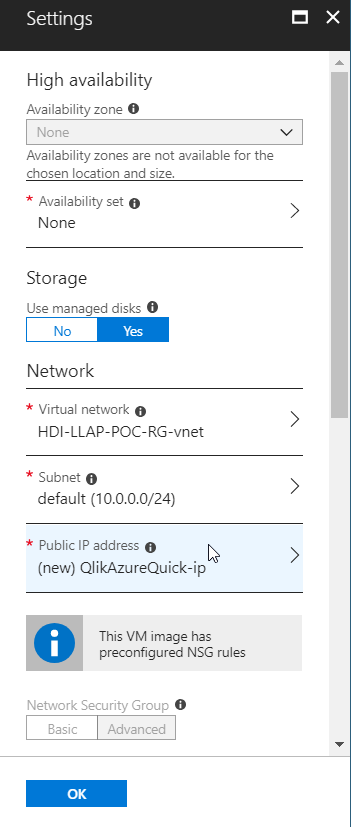 Settings
High availability
Availability zone
None
Availability zones are not available for the
chosen location and size.
* Availability set
None
Storage
Use managed disks
No Yes
Network
* Virtual network
HDI-LLAP-POC-RG-vnet
* Subnet
default (10.0.0.0/24)
* Public IP address
(new) QlikAzureQuick-ip
This VM image has
preconfigured NSG rules
Network Security Group
Basic Advanced
OK